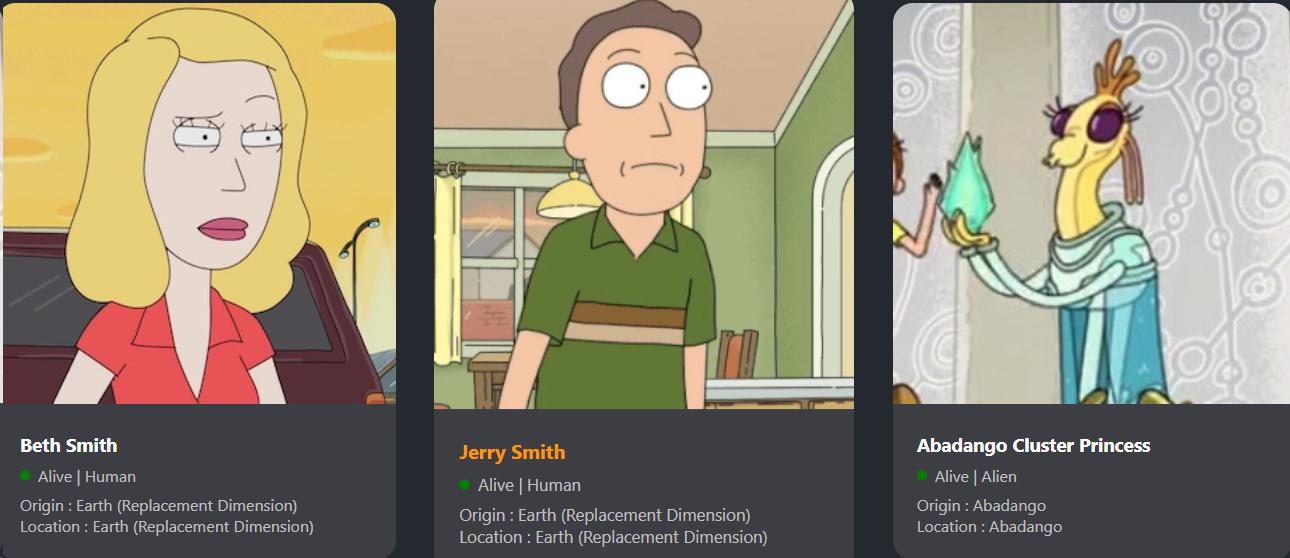 Beth Smith
Alive | Human
Origin : Earth (Replacement Dimension)
Location : Earth (Replacement Dimension)
Jerry Smith
Alive | Human
Origin : Earth (Replacement Dimension)
Location : Earth (Replacement Dimension)
Abadango Cluster Princess
Alive | Alien
Origin : Abadango
Location : Abadango